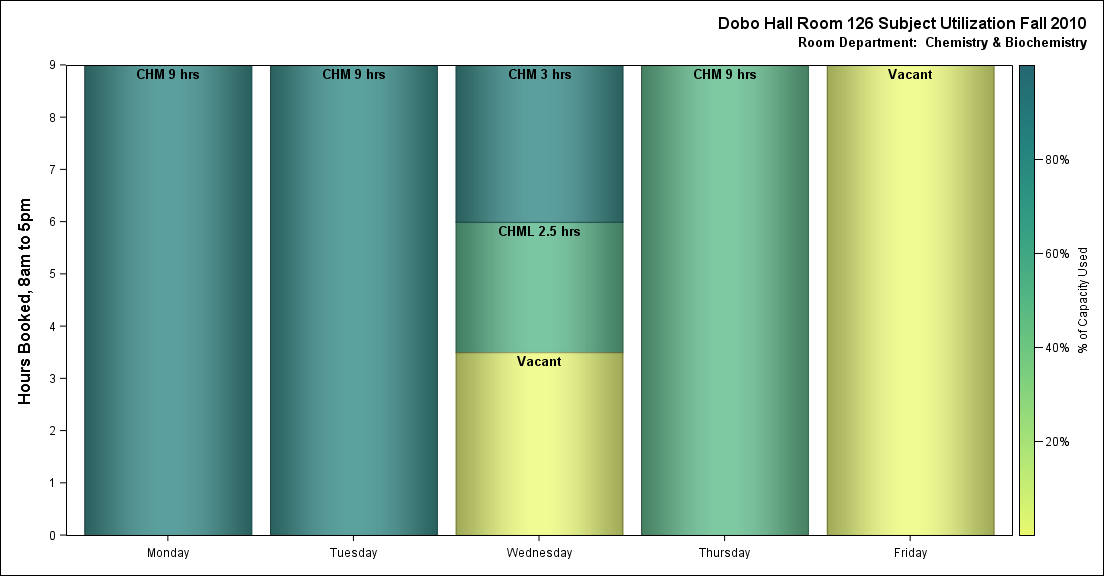 Dobo Hall Room 126 Subject Utilization Fall 2010
Room Department:  Chemistry & Biochemistry
Hours Booked, 8am to 5pm
9
8
7
6
5
4
3
2
1
0
CHM 9 hrs
CHM 9 hrs
CHM 3 hrs
CHML 2.5 hrs
Vacant
CHM 9 hrs
Vacant
Monday
Tuesday
Wednesday
Thursday
Friday
80%
60%
40%
20%
% of Capacity Used